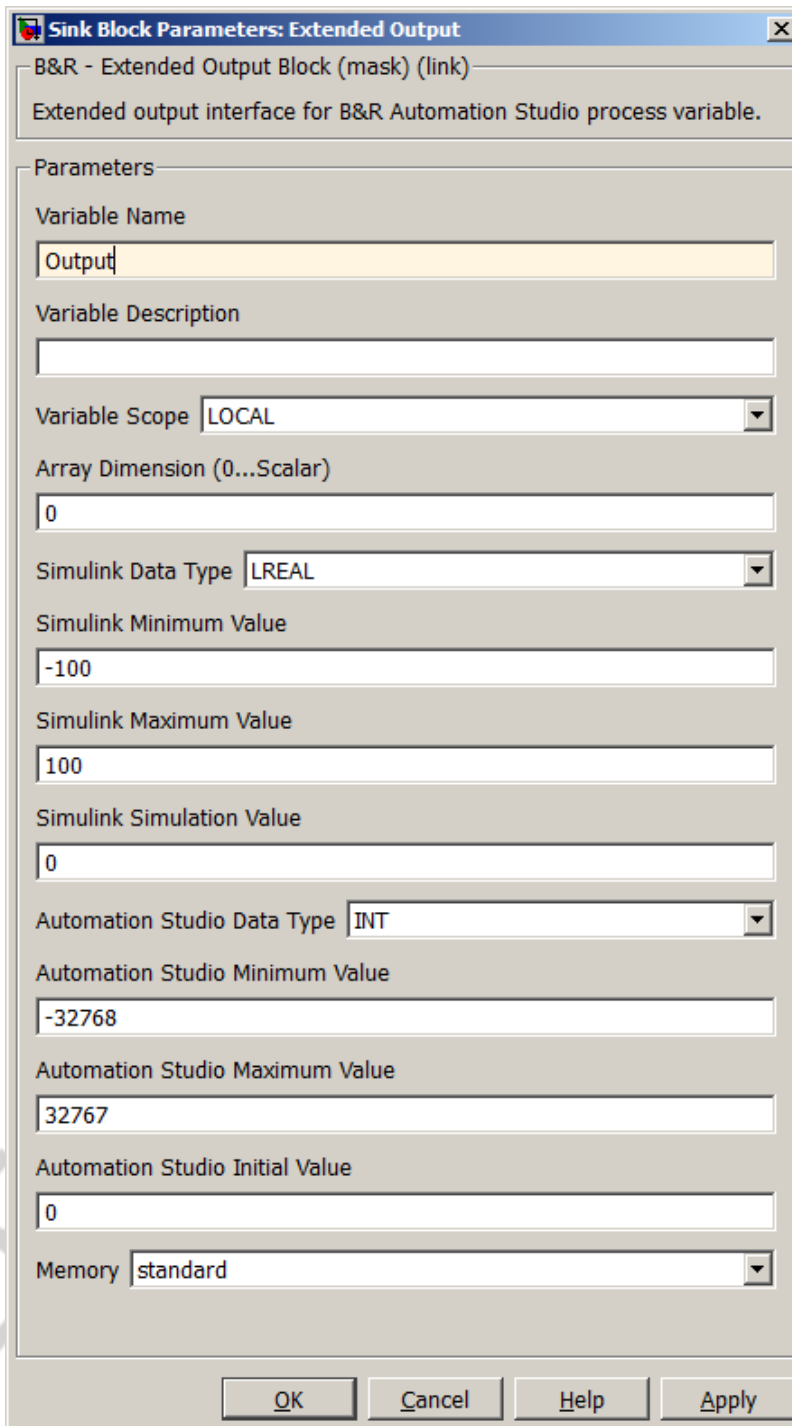 Sink Block Parameters: Extended Output
B&R - Extended Output Block (mask) (link)
Extended output interface for B&R Automation Studio process variable.
Parameters
Variable Name
Output
Variable Description
Variable Scope LOCAL
Array Dimension (0...Scalar)
0
Simulink Data Type LREAL
Simulink Minimum Value
-100
Simulink Maximum Value
100
Simulink Simulation Value
0
Automation Studio Data Type INT
Automation Studio Minimum Value
-32768
Automation Studio Maximum Value
32767
Automation Studio Initial Value
0
Memory standard
OK Cancel Help Apply